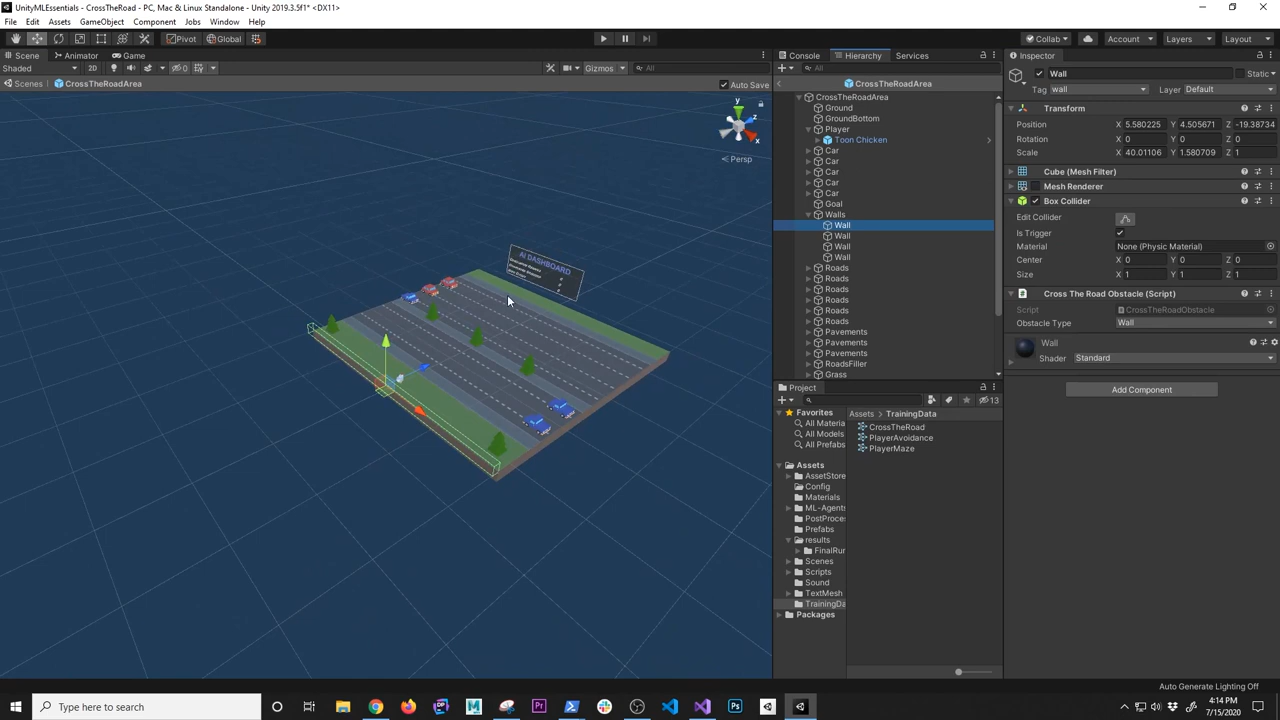 UnityMLEssentials - CrossTheRoad - PC, Mac & Linux Standalone - Unity 2019.3.5f1* <DX11>
File Edit Assets GameObject Component Jobs Window Help
Pivot Global Collab Account Layers Layout
Scene Animator Game
Shaded 2D 0 Gizmos All
Scenes CrossTheRoadArea
Auto Save
y
z
x
Persp
AI DASHBOARD
Console Hierarchy Services
All
CrossTheRoadArea
CrossTheRoadArea
Ground
GroundBottom
Player
Toon Chicken
Car
Car
Car
Car
Car
Goal
Walls
Wall
Wall
Wall
Wall
Roads
Roads
Roads
Roads
Roads
Roads
Pavements
Pavements
Pavements
RoadsFiller
Grass
Project
13
Favorites
All Materia
All Models
All Prefabs
Assets
AssetStore
Config
Materials
ML-Agents
PostProces
Prefabs
results
FinalRun
Scenes
Scripts
Sound
TextMesh
TrainingDa
Packages
Assets TrainingData
CrossTheRoad
PlayerAvoidance
PlayerMaze
Inspector
Wall Static
Tag wall Layer Default
Transform
Position X 5.580225 Y 4.505671 Z -19.38734
Rotation X 0 Y 0 Z 0
Scale X 40.01106 Y 1.580709 Z 1
Cube (Mesh Filter)
Mesh Renderer
Box Collider
Edit Collider
Is Trigger
Material None (Physic Material)
Center X 0 Y 0 Z 0
Size X 1 Y 1 Z 1
Cross The Road Obstacle (Script)
Script CrossTheRoadObstacle
Obstacle Type Wall
Wall
Shader Standard
Add Component
Auto Generate Lighting Off
Type here to search
4:14 PM
7/15/2020